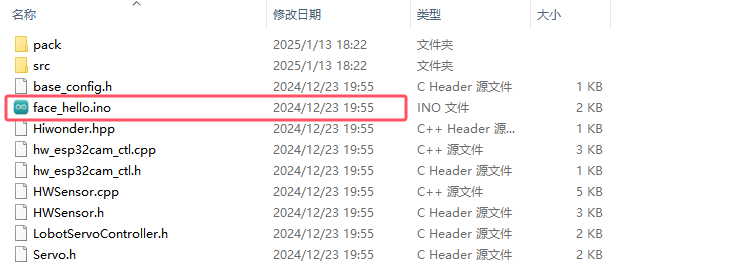 名称 修改日期 类型 大小
pack 2025/1/13 18:22 文件夹
src 2025/1/13 18:22 文件夹
base_config.h 2024/12/23 19:55 C Header 源文件 1 KB
face_hello.ino 2024/12/23 19:55 INO 文件 2 KB
Hiwonder.hpp 2024/12/23 19:55 C++ Header 源... 1 KB
hw_esp32cam_ctl.cpp 2024/12/23 19:55 C++ 源文件 3 KB
hw_esp32cam_ctl.h 2024/12/23 19:55 C Header 源文件 1 KB
HWSensor.cpp 2024/12/23 19:55 C++ 源文件 5 KB
HWSensor.h 2024/12/23 19:55 C Header 源文件 3 KB
LobotServoController.h 2024/12/23 19:55 C Header 源文件 2 KB
Servo.h 2024/12/23 19:55 C Header 源文件 2 KB